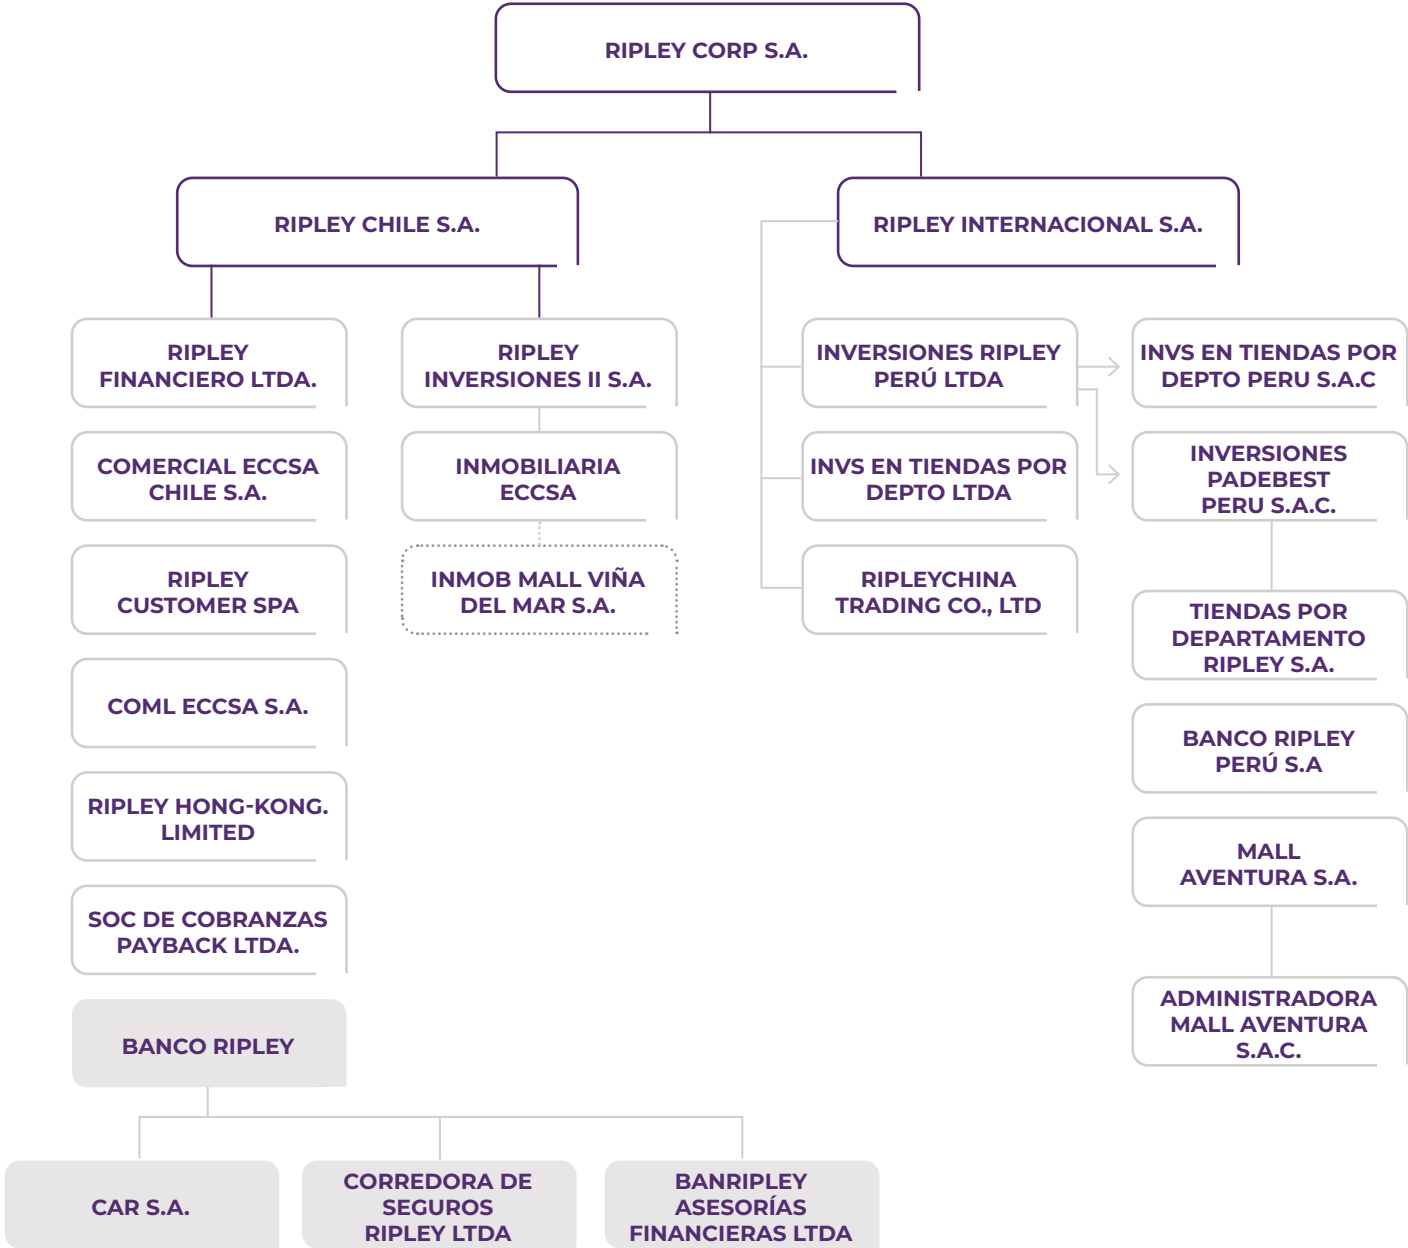 RIPLEY CORP S.A.
RIPLEY CHILE S.A.
RIPLEY INTERNACIONAL S.A.
RIPLEY
FINANCIERO LTDA.
RIPLEY
INVERSIONES II S.A.
INVERSIONES RIPLEY
PERÚ LTDA
INVS EN TIENDAS POR
DEPTO PERU S.A.C
COMERCIAL ECCSA
CHILE S.A.
INMOBILIARIA
ECCSA
INVS EN TIENDAS POR
DEPTO LTDA
INVERSIONES
PADEBEST
PERU S.A.C.
RIPLEY
CUSTOMER SPA
INMOB MALL VIÑA
DEL MAR S.A.
RIPLEYCHINA
TRADING CO., LTD
TIENDAS POR
DEPARTAMENTO
RIPLEY S.A.
COML ECCSA S.A.
BANCO RIPLEY
PERÚ S.A
RIPLEY HONG-KONG.
LIMITED
MALL
AVENTURA S.A.
SOC DE COBRANZAS
PAYBACK LTDA.
ADMINISTRADORA
MALL AVENTURA
S.A.C.
BANCO RIPLEY
CAR S.A.
CORREDORA DE
SEGUROS
RIPLEY LTDA
BANRIPLEY
ASESORÍAS
FINANCIERAS LTDA